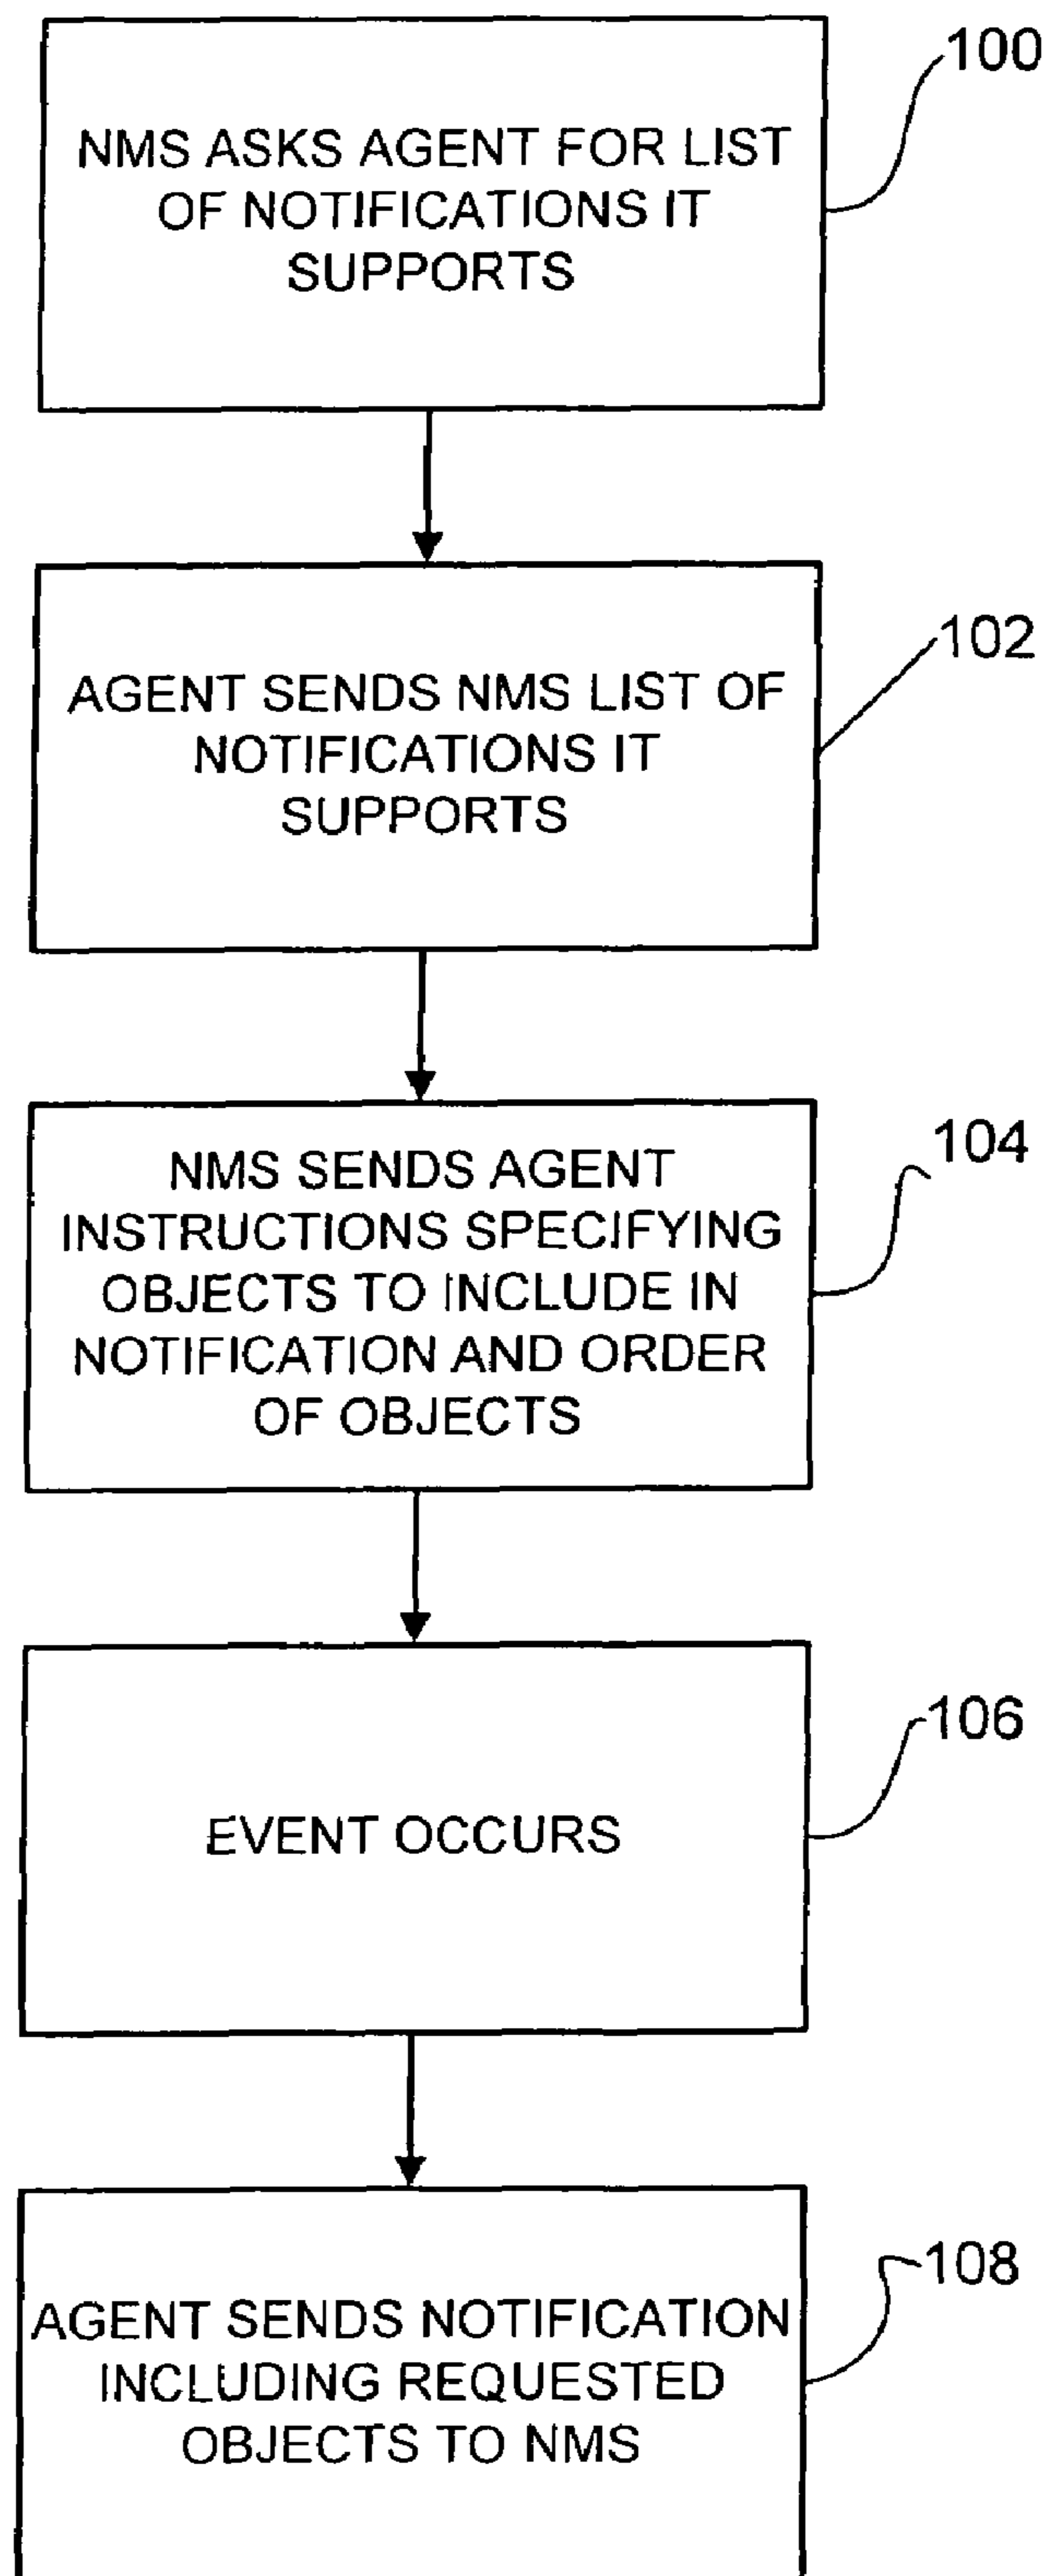 100
NMS ASKS AGENT FOR LIST
OF NOTIFICATIONS IT
SUPPORTS
102
AGENT SENDS NMS LIST OF
NOTIFICATIONS IT
SUPPORTS
104
NMS SENDS AGENT
INSTRUCTIONS SPECIFYING
OBJECTS TO INCLUDE IN
NOTIFICATION AND ORDER
OF OBJECTS
106
EVENT OCCURS
108
AGENT SENDS NOTIFICATION
INCLUDING REQUESTED
OBJECTS TO NMS